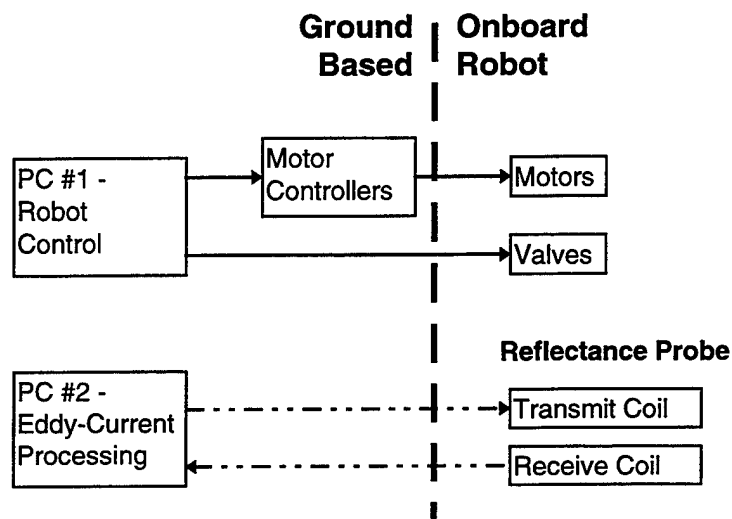 Ground
Based
Onboard
Robot
PC #1 -
Robot
Control
Motor
Controllers
Motors
Valves
Reflectance Probe
PC #2 -
Eddy-Current
Processing
Transmit Coil
Receive Coil